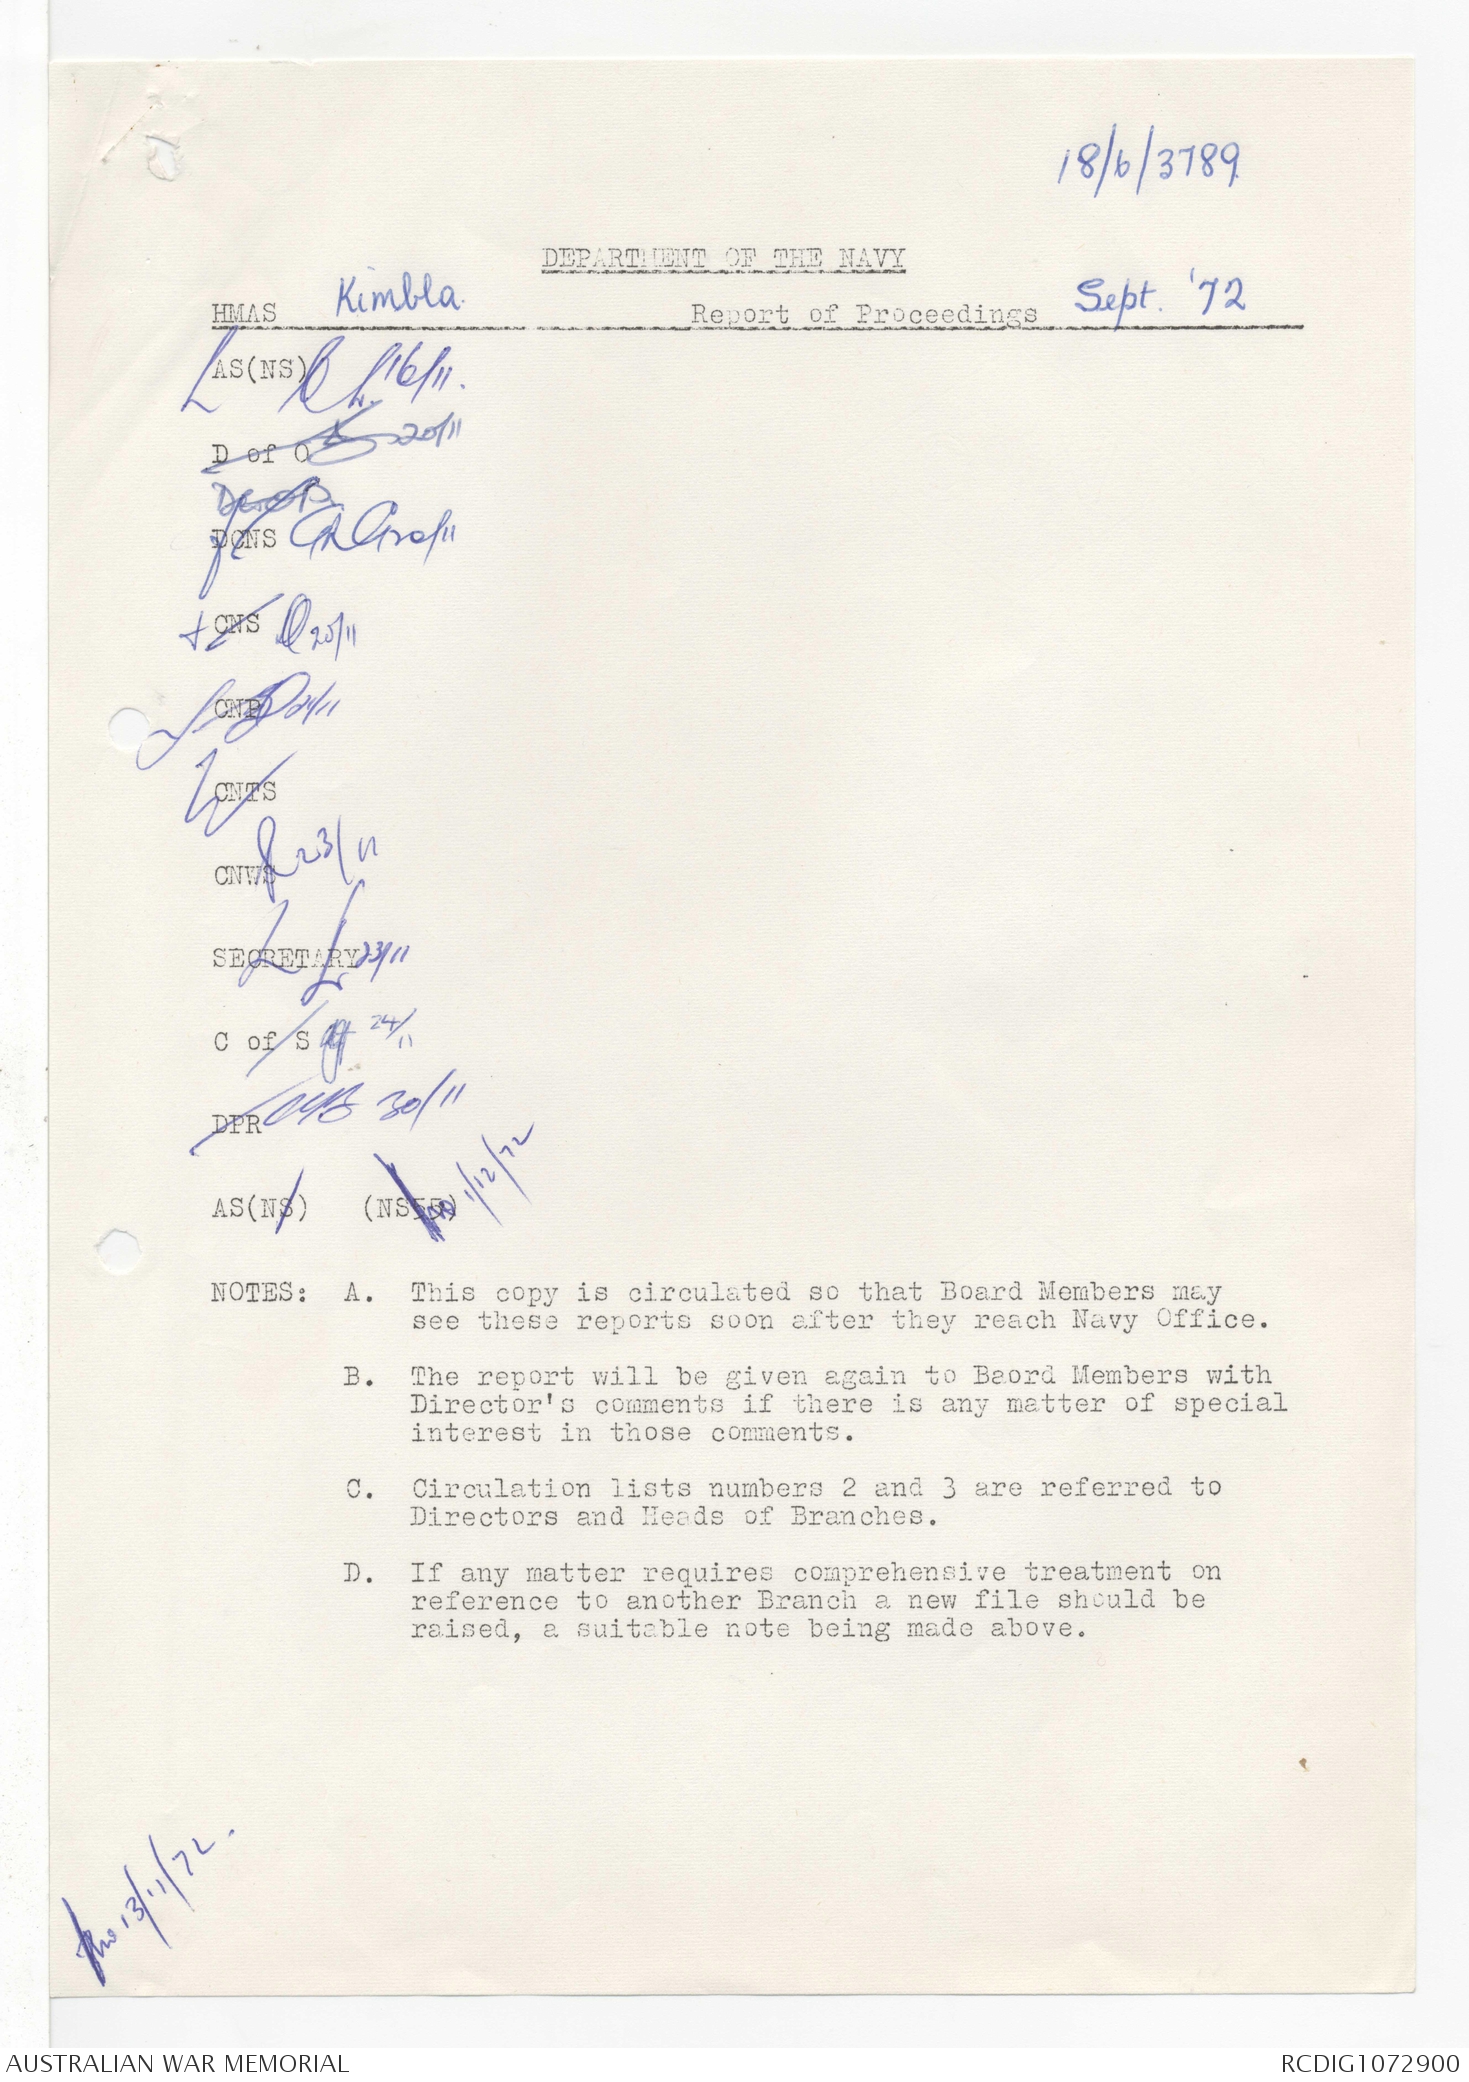 18/6/3789
DEPARTMENT OF THE NAVY
HMAS Kimbla. Report of Proceedings Sept. '72
AS(NS) 16/11.
D of O 20/11
DCNS 20/11
CNS 20/11
CNP 21/11
CNTS
CNWS 23/11
SECRETARY 23/11
C of S 24/11
DPR 30/11
AS(NS) (NS55) 1/12/72
NOTES: A. This copy is circulated so that Board Members may
see these reports soon after they reach Navy Office.
B. The report will be given again to Baord Members with
Director's comments if there is any matter of special
interest in those comments.
C. Circulation lists numbers 2 and 3 are referred to
Directors and Heads of Branches.
D. If any matter requires comprehensive treatment on
reference to another Branch a new file should be
raised, a suitable note being made above.
13/11/72.
AUSTRALIAN WAR MEMORIAL
RCDIG1072900